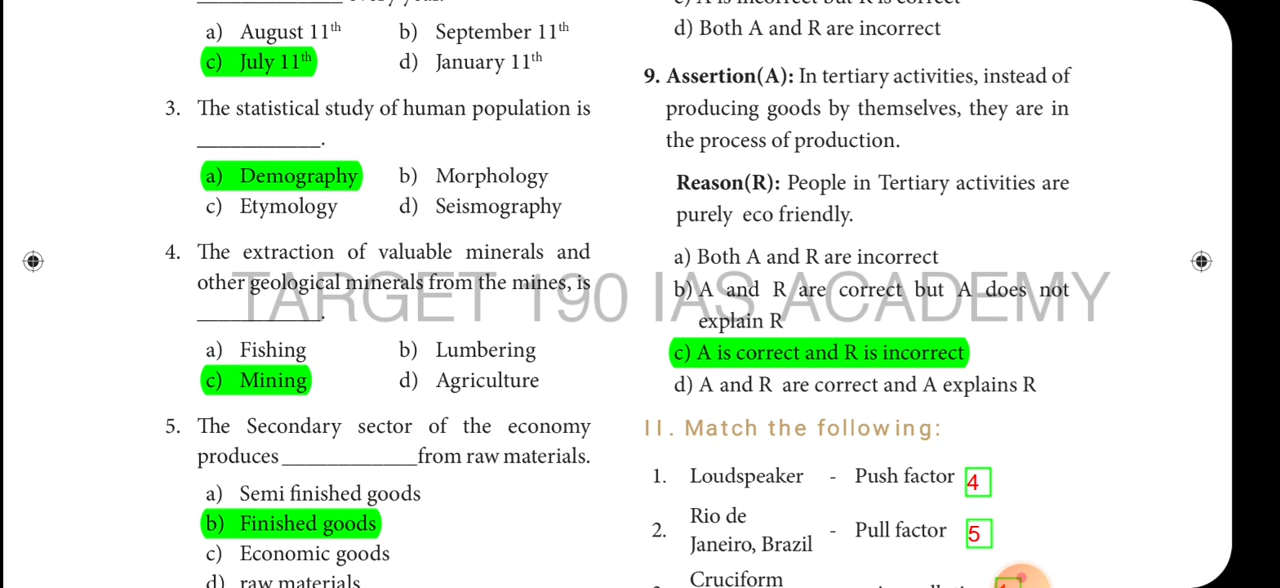 a) August 11th b) September 11th
c) July 11th d) January 11th
3. The statistical study of human population is
____________.
a) Demography b) Morphology
c) Etymology d) Seismography
4. The extraction of valuable minerals and
other geological minerals from the mines, is
____________.
a) Fishing b) Lumbering
c) Mining d) Agriculture
5. The Secondary sector of the economy
produces ____________ from raw materials.
a) Semi finished goods
b) Finished goods
c) Economic goods
d) raw materials
d) Both A and R are incorrect
9. Assertion(A): In tertiary activities, instead of
producing goods by themselves, they are in
the process of production.
Reason(R): People in Tertiary activities are
purely eco friendly.
a) Both A and R are incorrect
b) A and R are correct but A does not
explain R
c) A is correct and R is incorrect
d) A and R are correct and A explains R
II. Match the following:
1. Loudspeaker - Push factor 4
2. Rio de
Janeiro, Brazil - Pull factor 5
Cruciform
TARGET 190 IAS ACADEMY